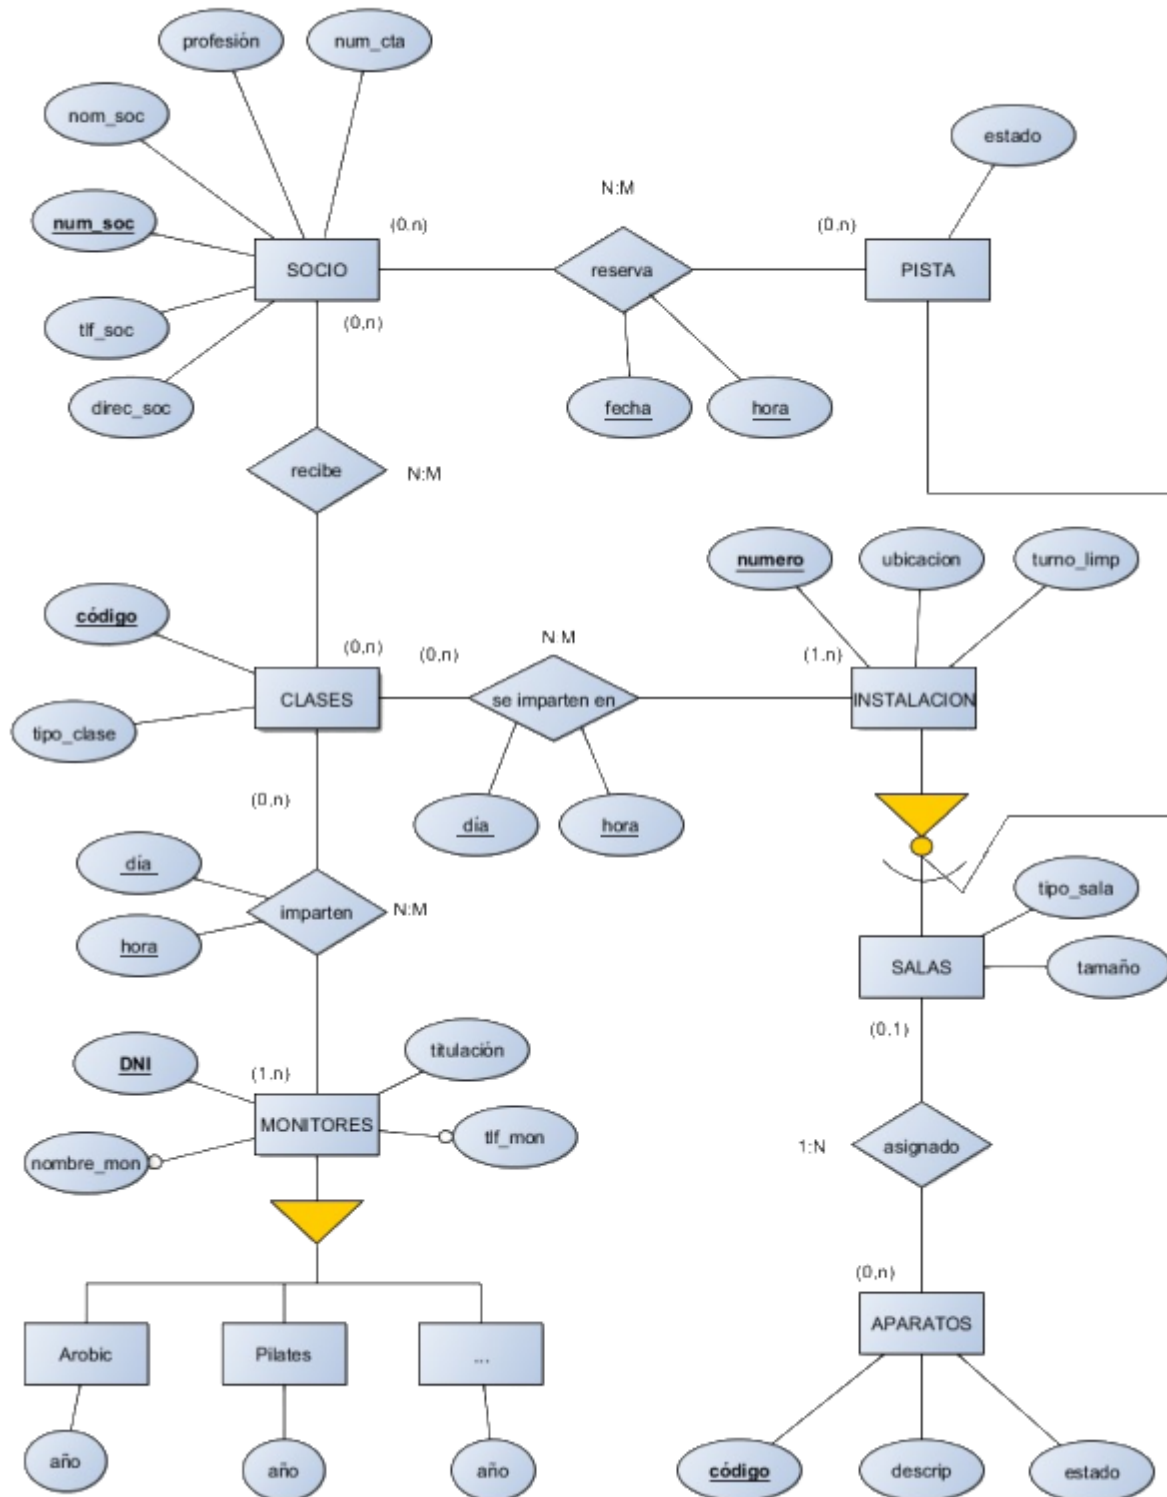 profesión
num_cta
nom_soc
estado
N:M
num_soc
(0.n)
(0.n)
SOCIO
reserva
PISTA
tlf_soc
(0,n)
direc_soc
fecha
hora
recibe
N:M
numero
ubicacion
turno_limp
código
(0,n)
(0,n)
N:M
(1.n)
CLASES
se imparten en
INSTALACION
tipo_clase
(0,n)
día
hora
día
tipo_sala
imparten
N:M
hora
SALAS
tamaño
(0.1)
titulación
DNI
(1.n)
MONITORES
tlf_mon
nombre_mon
1:N
asignado
(0,n)
APARATOS
Arobic
Pilates
...
año
año
año
código
descrip
estado